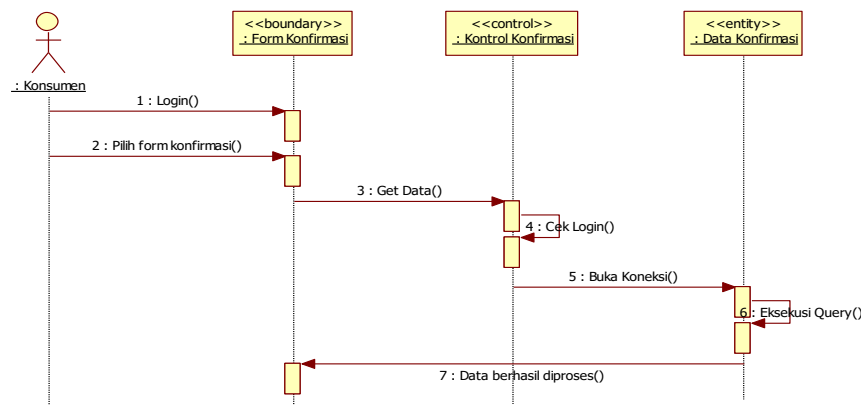 <<boundary>>
: Form Konfirmasi
<<control>>
: Kontrol Konfirmasi
<<entity>>
: Data Konfirmasi
: Konsumen
1 : Login()
2 : Pilih form konfirmasi()
3 : Get Data()
4 : Cek Login()
5 : Buka Koneksi()
6 : Eksekusi Query()
7 : Data berhasil diproses()